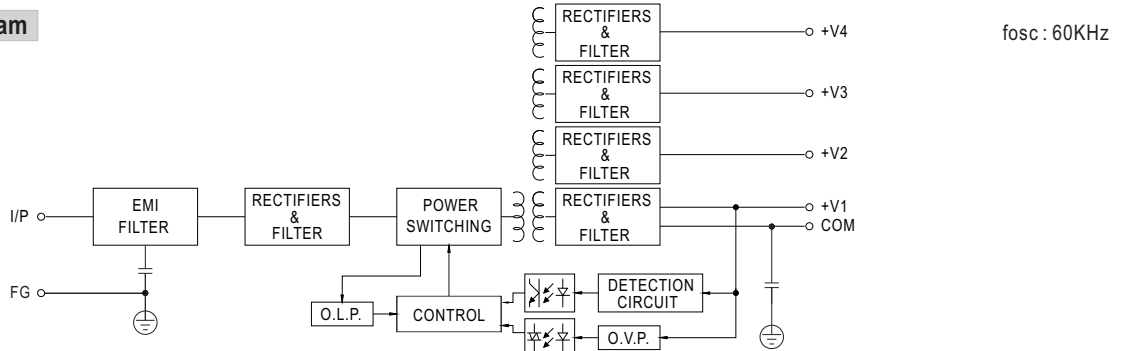 am
fosc : 60KHz
RECTIFIERS
&
FILTER
+V4
RECTIFIERS
&
FILTER
+V3
RECTIFIERS
&
FILTER
+V2
I/P
EMI
FILTER
RECTIFIERS
&
FILTER
POWER
SWITCHING
RECTIFIERS
&
FILTER
+V1
COM
FG
O.L.P.
CONTROL
DETECTION
CIRCUIT
O.V.P.